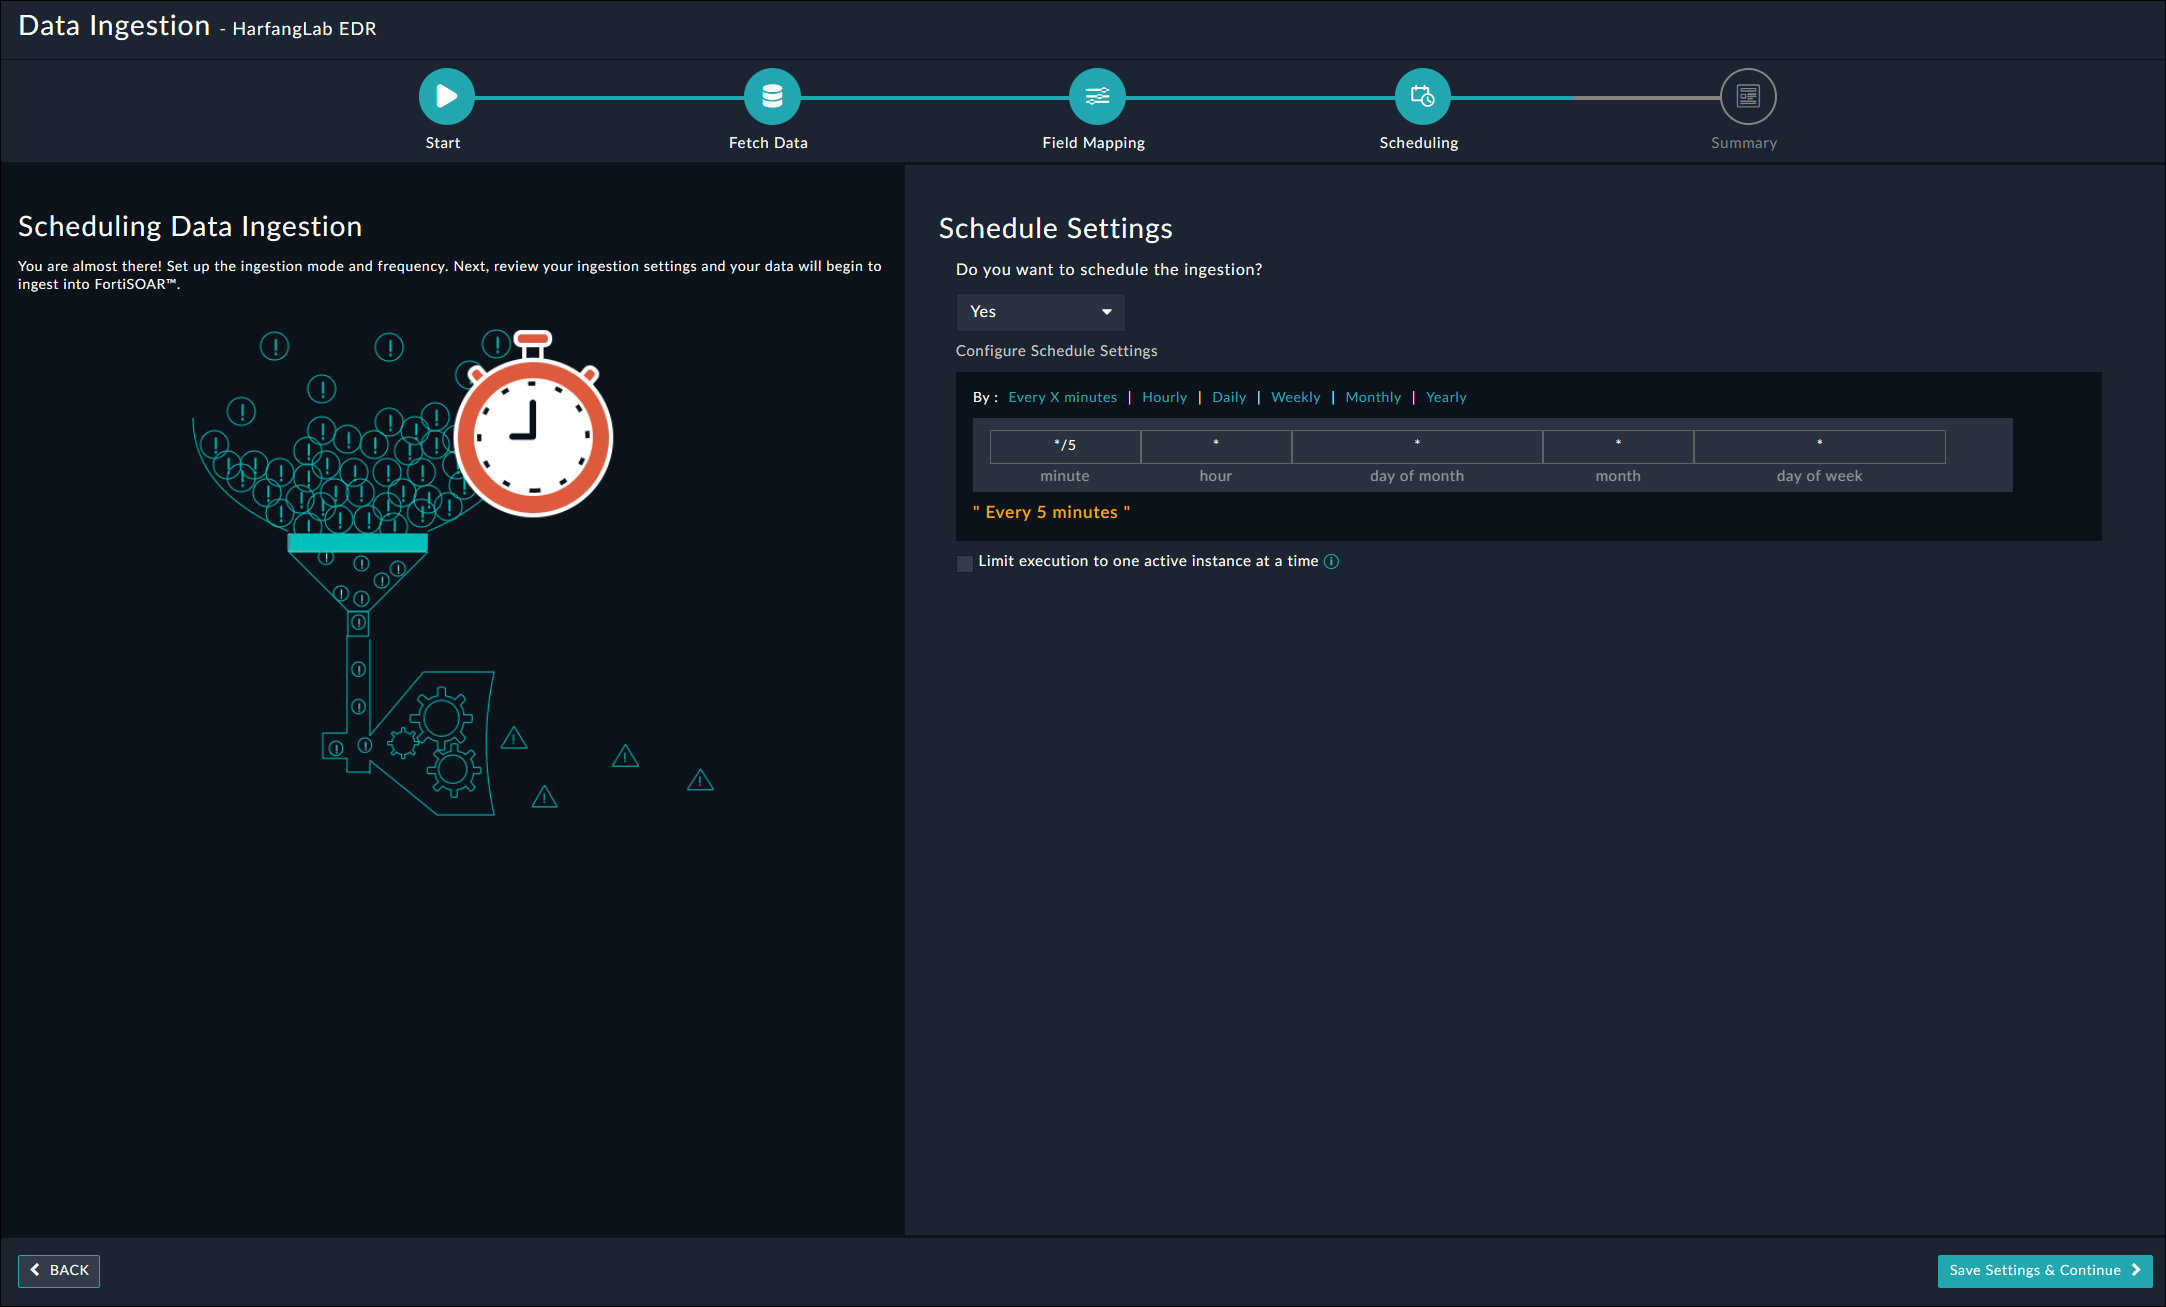 Data Ingestion - HarfangLab EDR
Start
Fetch Data
Field Mapping
Scheduling
Summary
Scheduling Data Ingestion
You are almost there! Set up the ingestion mode and frequency. Next, review your ingestion settings and your data will begin to
ingest into FortiSOAR™.
Schedule Settings
Do you want to schedule the ingestion?
Yes
Configure Schedule Settings
By : Every X minutes | Hourly | Daily | Weekly | Monthly | Yearly
*/5 * * * *
minute hour day of month month day of week
" Every 5 minutes "
Limit execution to one active instance at a time
BACK
Save Settings & Continue